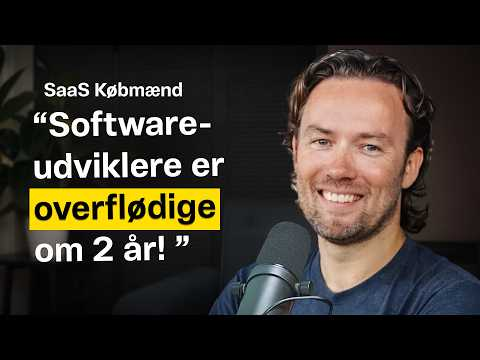 SaaS Købmænd
“Software-
udviklere er
overflødige
om 2 år! ”